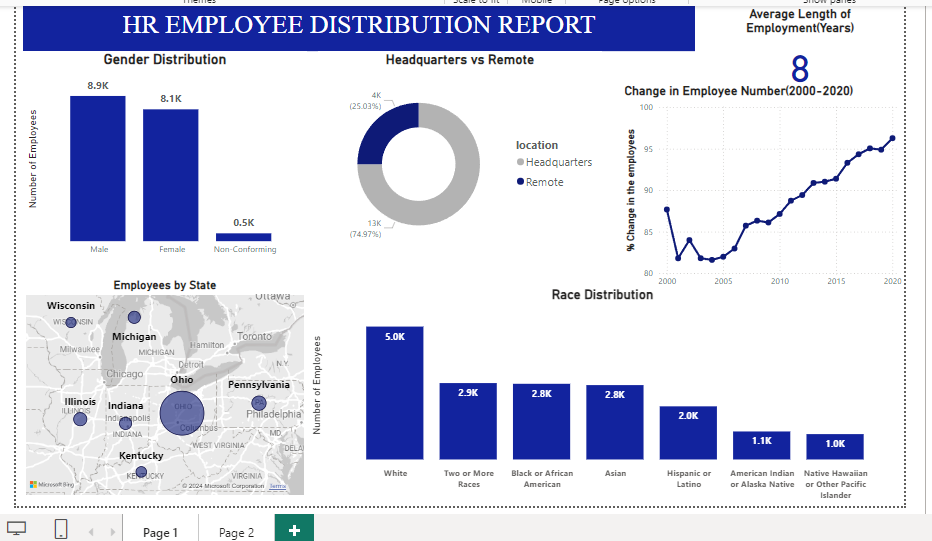 Themes
Scale to fit
Mobile
Page options
Show panes
HR EMPLOYEE DISTRIBUTION REPORT
Average Length of
Employment(Years)
8
Gender Distribution
Number of Employees
8.9K
8.1K
0.5K
Male
Female
Non-Conforming
Headquarters vs Remote
4K
(25.03%)
13K
(74.97%)
location
Headquarters
Remote
Change in Employee Number(2000-2020)
% Change in the employees
100
95
90
85
80
2000
2005
2010
2015
2020
Employees by State
Ottawa
Wisconsin
WISCONSIN
Michigan
Toronto
Milwaukee
MICHIGAN
Hamilton
Detroit
N.Y.
Chicago
Ohio
Pennsylvania
Illinois
ILLINOIS
Indiana
OHIO
PA
Indianapolis
Philadelphia
Columbus
INDIANA
MD.
WEST VIRGINIA
DELA
Kentucky
KENTUCKY
VIRGINIA
Microsoft Bing
© 2024 Microsoft Corporation
Terms
Race Distribution
Number of Employees
5.0K
2.9K
2.8K
2.8K
2.0K
1.1K
1.0K
White
Two or More
Races
Black or African
American
Asian
Hispanic or
Latino
American Indian
or Alaska Native
Native Hawaiian
or Other Pacific
Islander
Page 1
Page 2
+